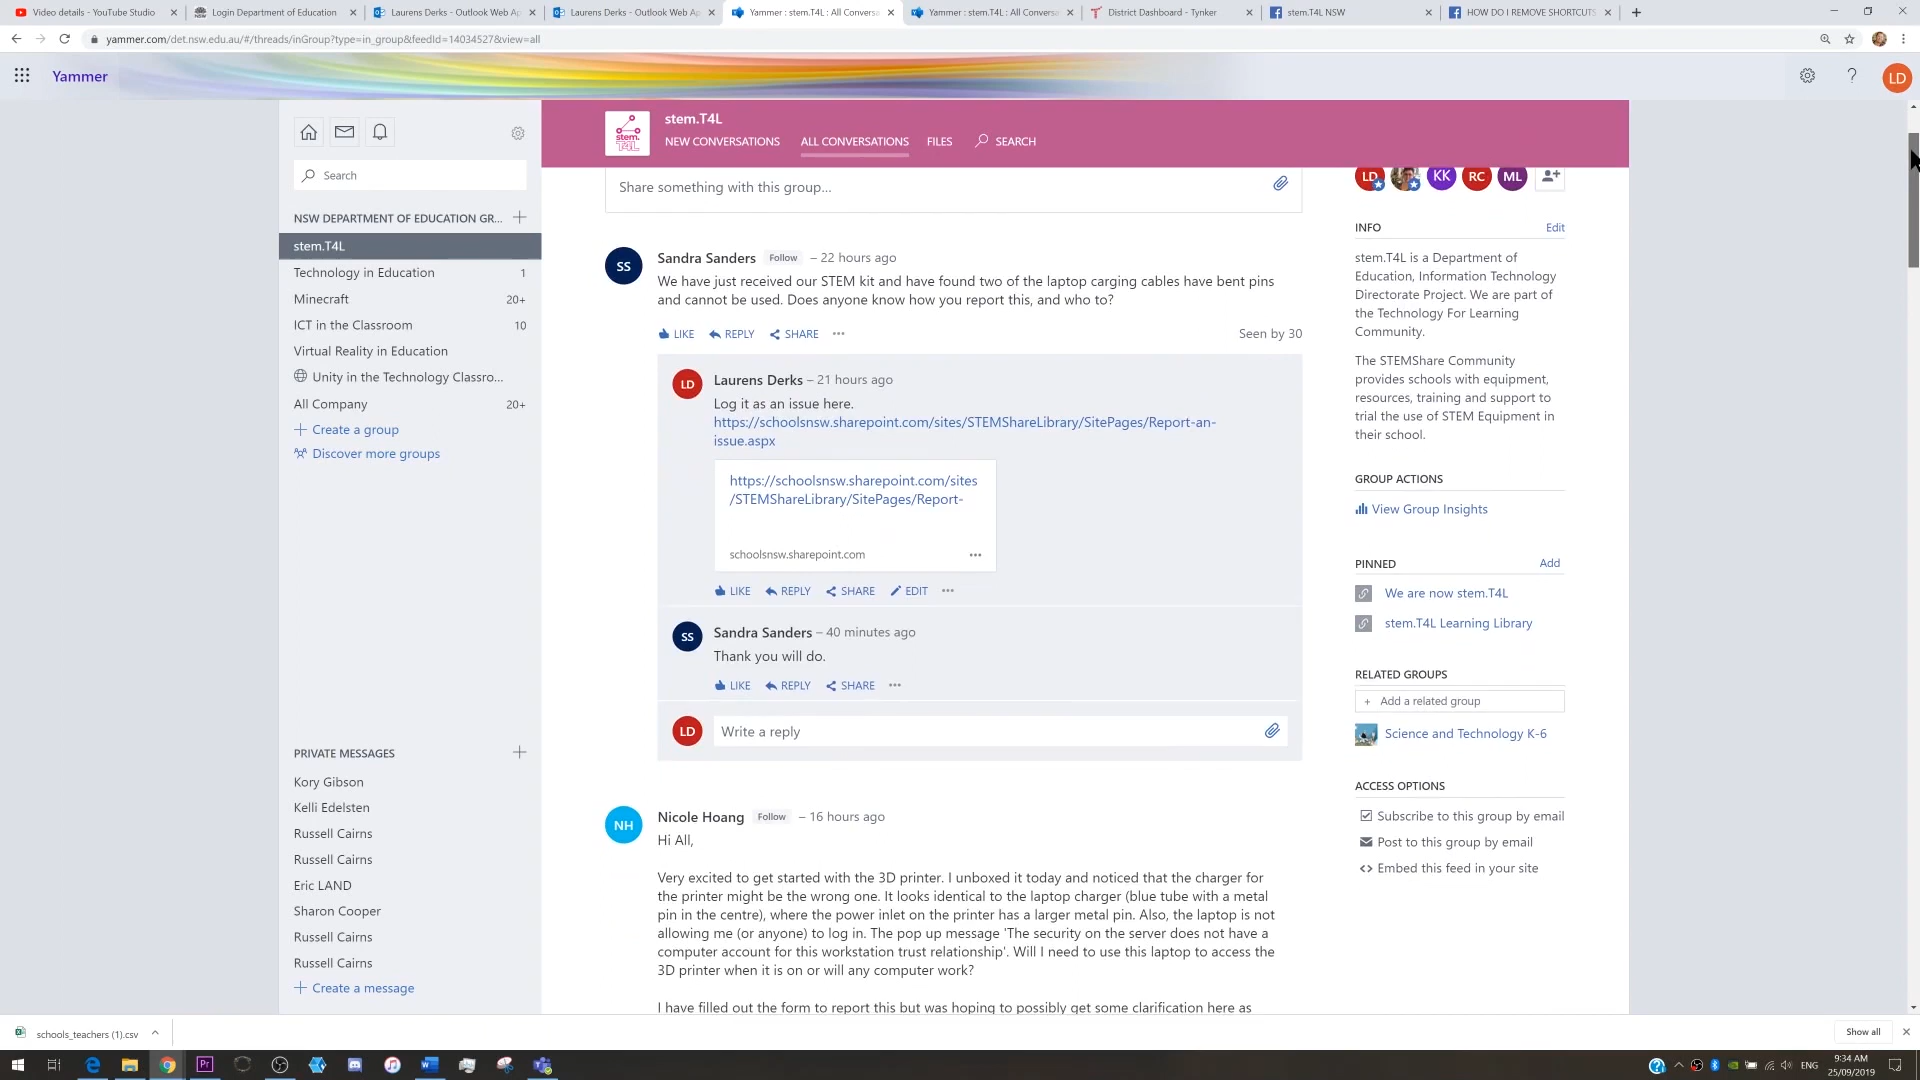 Video details - YouTube Studio
Login Department of Education
Laurens Derks - Outlook Web Ap
Laurens Derks - Outlook Web Ap
Yammer : stem.T4L : All Conversa
Yammer : stem.T4L : All Conversa
District Dashboard - Tynker
stem.T4L NSW
HOW DO I REMOVE SHORTCUTS
yammer.com/det.nsw.edu.au/#/threads/inGroup?type=in_group&feedId=14034527&view=all
Yammer
LD
Search
NSW DEPARTMENT OF EDUCATION GR...
stem.T4L
Technology in Education 1
Minecraft 20+
ICT in the Classroom 10
Virtual Reality in Education
Unity in the Technology Classro...
All Company 20+
Create a group
Discover more groups
PRIVATE MESSAGES
Kory Gibson
Kelli Edelsten
Russell Cairns
Russell Cairns
Eric LAND
Sharon Cooper
Russell Cairns
Russell Cairns
Create a message
stem.
T4L
stem.T4L
NEW CONVERSATIONS ALL CONVERSATIONS FILES SEARCH
Share something with this group...
SS
Sandra Sanders Follow – 22 hours ago
We have just received our STEM kit and have found two of the laptop carging cables have bent pins
and cannot be used. Does anyone know how you report this, and who to?
LIKE REPLY SHARE ••• Seen by 30
LD
Laurens Derks – 21 hours ago
Log it as an issue here.
https://schoolsnsw.sharepoint.com/sites/STEMShareLibrary/SitePages/Report-an-
issue.aspx
https://schoolsnsw.sharepoint.com/sites
/STEMShareLibrary/SitePages/Report-
schoolsnsw.sharepoint.com •••
LIKE REPLY SHARE EDIT •••
SS
Sandra Sanders – 40 minutes ago
Thank you will do.
LIKE REPLY SHARE •••
LD
Write a reply
NH
Nicole Hoang Follow – 16 hours ago
Hi All,
Very excited to get started with the 3D printer. I unboxed it today and noticed that the charger for
the printer might be the wrong one. It looks identical to the laptop charger (blue tube with a metal
pin in the centre), where the power inlet on the printer has a larger metal pin. Also, the laptop is not
allowing me (or anyone) to log in. The pop up message 'The security on the server does not have a
computer account for this workstation trust relationship'. Will I need to use this laptop to access the
3D printer when it is on or will any computer work?
I have filled out the form to report this but was hoping to possibly get some clarification here as
LD KK RC ML
INFO Edit
stem.T4L is a Department of
Education, Information Technology
Directorate Project. We are part of
the Technology For Learning
Community.
The STEMShare Community
provides schools with equipment,
resources, training and support to
trial the use of STEM Equipment in
their school.
GROUP ACTIONS
View Group Insights
PINNED Add
We are now stem.T4L
stem.T4L Learning Library
RELATED GROUPS
+ Add a related group
Science and Technology K-6
ACCESS OPTIONS
Subscribe to this group by email
Post to this group by email
Embed this feed in your site
schools_teachers (1).csv
Show all
Pr
ENG
9:34 AM
25/09/2019